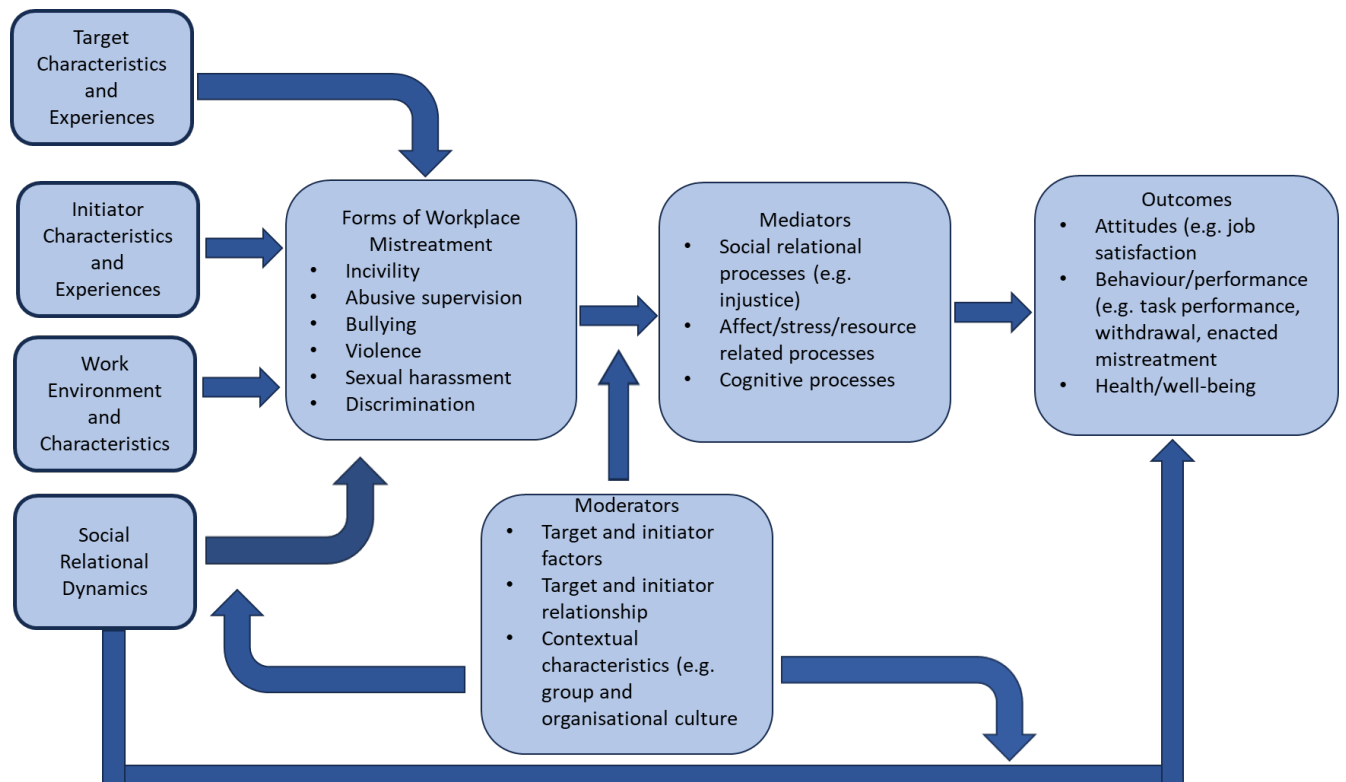 Target
Characteristics
and
Experiences
Initiator
Characteristics
and
Experiences
Work
Environment
and
Characteristics
Social
Relational
Dynamics
Forms of Workplace
Mistreatment
• Incivility
• Abusive supervision
• Bullying
• Violence
• Sexual harassment
• Discrimination
Mediators
• Social relational
processes (e.g.
injustice)
• Affect/stress/resource
related processes
• Cognitive processes
Moderators
• Target and initiator
factors
• Target and initiator
relationship
• Contextual
characteristics (e.g.
group and
organisational culture
Outcomes
• Attitudes (e.g. job
satisfaction
• Behaviour/performance
(e.g. task performance,
withdrawal, enacted
mistreatment
• Health/well-being